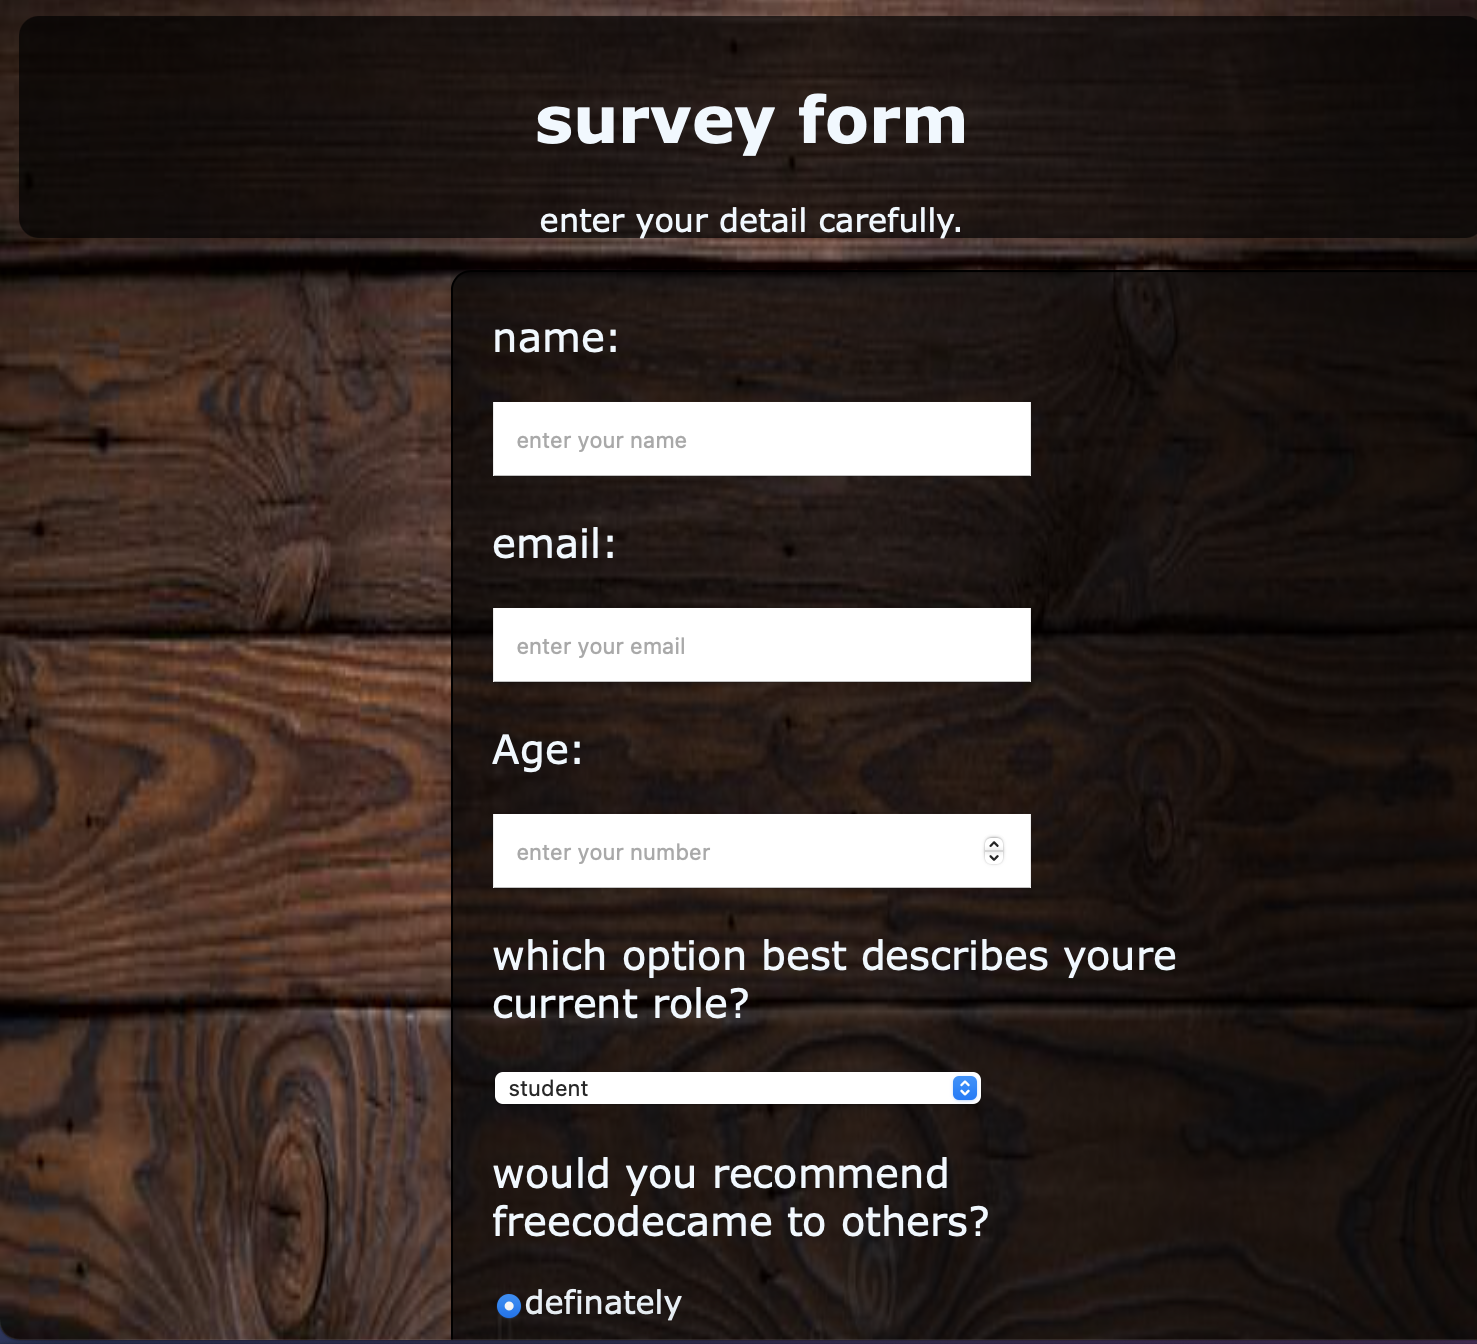 survey form
enter your detail carefully.
name:
enter your name
email:
enter your email
Age:
enter your number
which option best describes youre
current role?
student
would you recommend
freecodecame to others?
definately